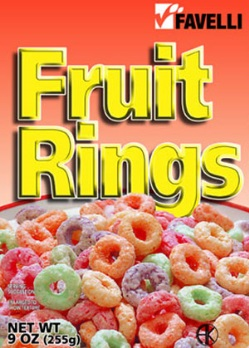 FAVELLI
Fruit
Rings
NET WT
9 OZ (255g)